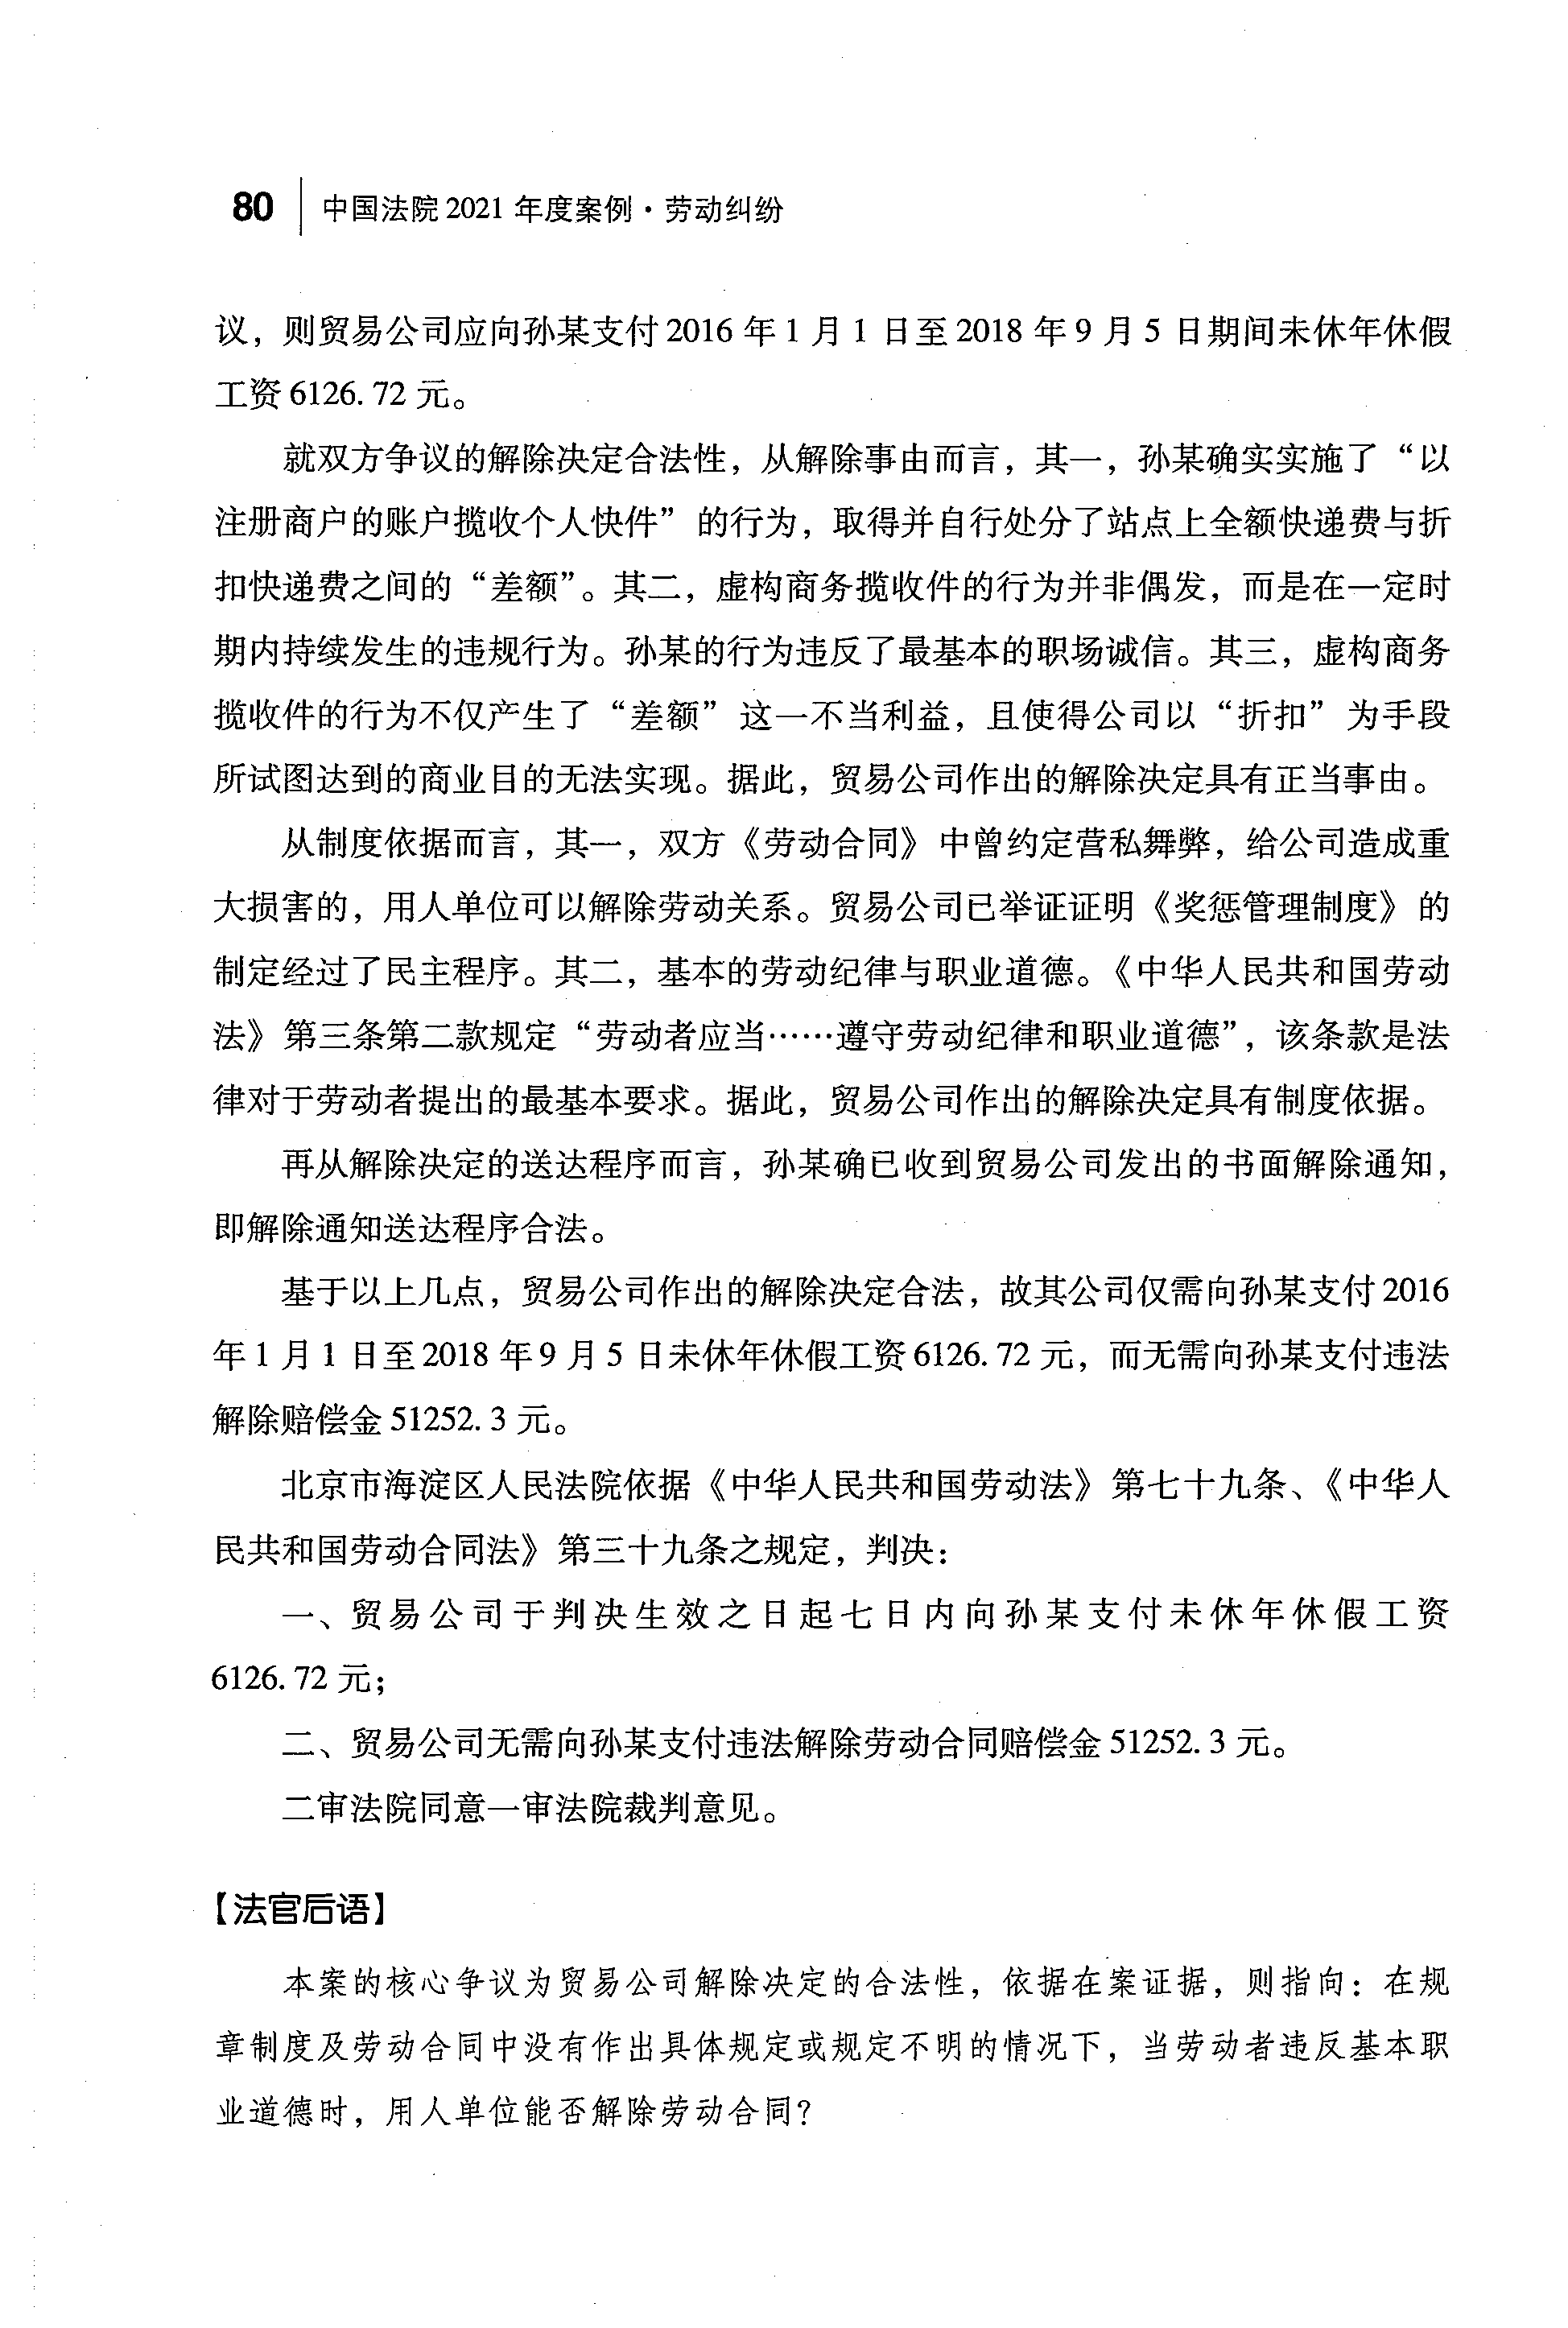 80 中国法院2021年度案例·劳动纠纷
议，则贸易公司应向孙某支付2016年1月1日至2018年9月5日期间未休年休假
工资6126.72元。
就双方争议的解除决定合法性，从解除事由而言，其一，孙某确实实施了“以
注册商户的账户揽收个人快件”的行为，取得并自行处分了站点上全额快递费与折
扣快递费之间的“差额”。其二，虚构商务揽收件的行为并非偶发，而是在一定时
期内持续发生的违规行为。孙某的行为违反了最基本的职场诚信。其三，虚构商务
揽收件的行为不仅产生了“差额”这一不当利益，且使得公司以“折扣”为手段
所试图达到的商业目的无法实现。据此，贸易公司作出的解除决定具有正当事由。
从制度依据而言，其一，双方《劳动合同》中曾约定营私舞弊，给公司造成重
大损害的，用人单位可以解除劳动关系。贸易公司已举证证明《奖惩管理制度》的
制定经过了民主程序。其二，基本的劳动纪律与职业道德。《中华人民共和国劳动
法》第三条第二款规定“劳动者应当……遵守劳动纪律和职业道德”，该条款是法
律对于劳动者提出的最基本要求。据此，贸易公司作出的解除决定具有制度依据。
再从解除决定的送达程序而言，孙某确已收到贸易公司发出的书面解除通知，
即解除通知送达程序合法。
基于以上几点，贸易公司作出的解除决定合法，故其公司仅需向孙某支付2016
年1月1日至2018年9月5日未休年休假工资6126.72元，而无需向孙某支付违法
解除赔偿金51252.3元。
北京市海淀区人民法院依据《中华人民共和国劳动法》第七十九条、《中华人
民共和国劳动合同法》第三十九条之规定，判决：
一、贸易公司于判决生效之日起七日内向孙某支付未休年休假工资
6126.72元；
二、贸易公司无需向孙某支付违法解除劳动合同赔偿金51252.3元。
二审法院同意一审法院裁判意见。
【法官后语】
本案的核心争议为贸易公司解除决定的合法性，依据在案证据，则指向：在规
章制度及劳动合同中没有作出具体规定或规定不明的情况下，当劳动者违反基本职
业道德时，用人单位能否解除劳动合同？